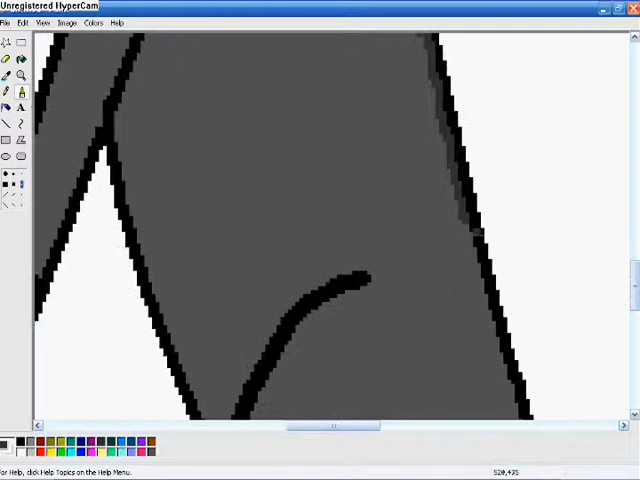 Unregistered HyperCam
File Edit View Image Colors Help
A
For Help, click Help Topics on the Help Menu.
520,435